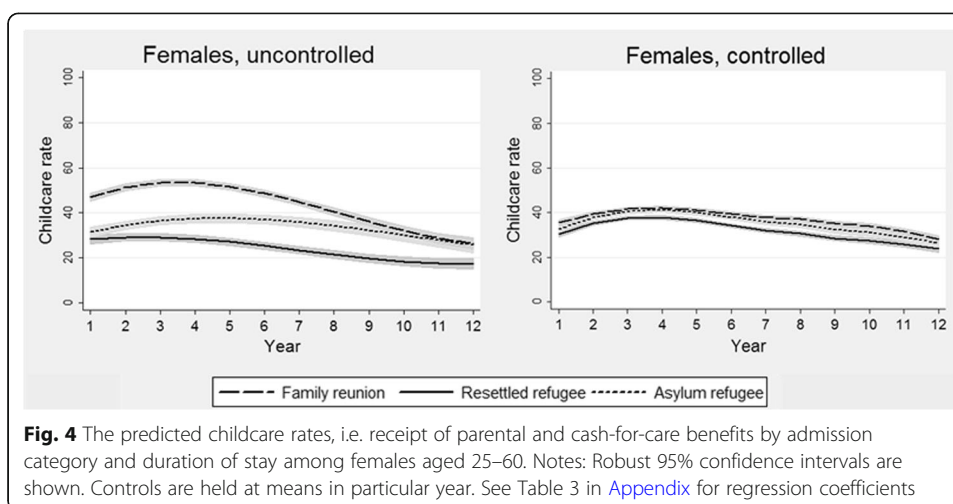 Females, uncontrolled
Childcare rate
100
80
60
40
20
0
1 2 3 4 5 6 7 8 9 10 11 12
Year
Females, controlled
Childcare rate
100
80
60
40
20
0
1 2 3 4 5 6 7 8 9 10 11 12
Year
Family reunion Resettled refugee Asylum refugee
Fig. 4 The predicted childcare rates, i.e. receipt of parental and cash-for-care benefits by admission
category and duration of stay among females aged 25–60. Notes: Robust 95% confidence intervals are
shown. Controls are held at means in particular year. See Table 3 in Appendix for regression coefficients